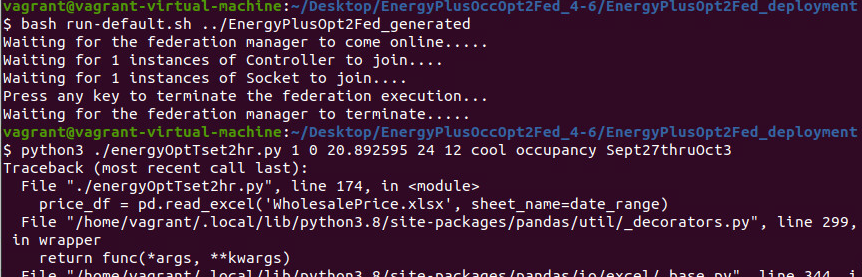 vagrant@vagrant-virtual-machine:~/Desktop/EnergyPlusOccOpt2Fed_4-6/EnergyPlusOpt2Fed_deployment
$ bash run-default.sh ../EnergyPlusOpt2Fed_generated
Waiting for the federation manager to come online.....
Waiting for 1 instances of Controller to join....
Waiting for 1 instances of Socket to join....
Press any key to terminate the federation execution...
Waiting for the federation manager to terminate.....
vagrant@vagrant-virtual-machine:~/Desktop/EnergyPlusOccOpt2Fed_4-6/EnergyPlusOpt2Fed_deployment
$ python3 ./energyOptTset2hr.py 1 0 20.892595 24 12 cool occupancy Sept27thruOct3
Traceback (most recent call last):
File "./energyOptTset2hr.py", line 174, in <module>
price_df = pd.read_excel('WholesalePrice.xlsx', sheet_name=date_range)
File "/home/vagrant/.local/lib/python3.8/site-packages/pandas/util/_decorators.py", line 299,
in wrapper
return func(*args, **kwargs)
File "/home/vagrant/.local/lib/python3.8/site-packages/pandas/io/excel/_base.py", line 344, i